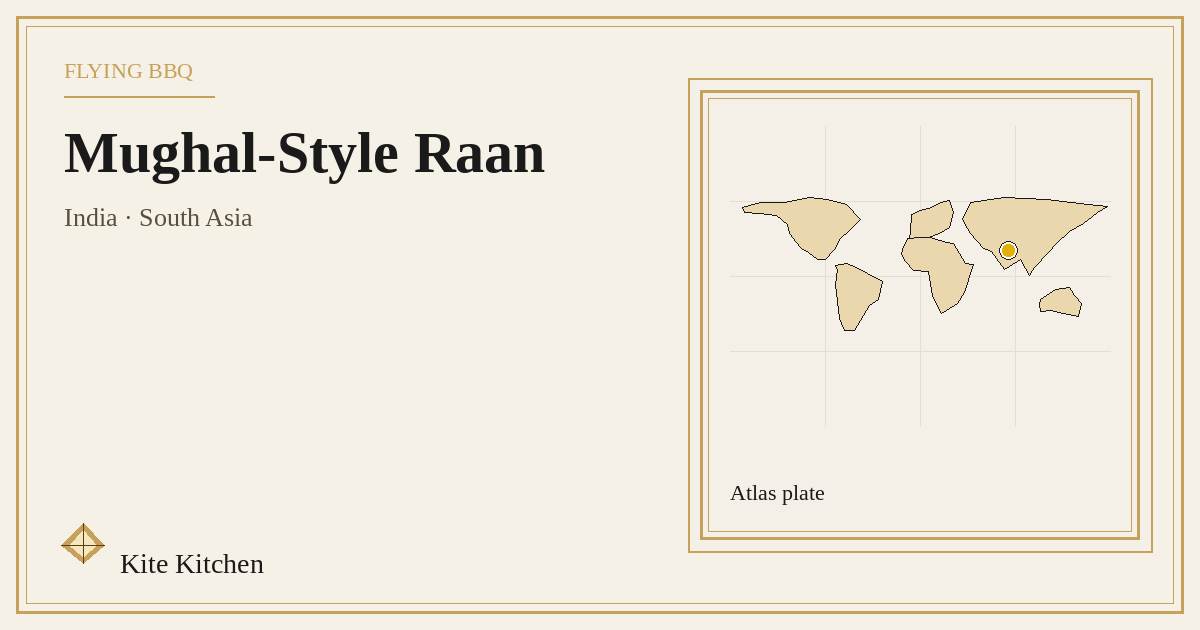 FLYING BBQ
Mughal-Style Raan
India · South Asia
Atlas plate
Kite Kitchen